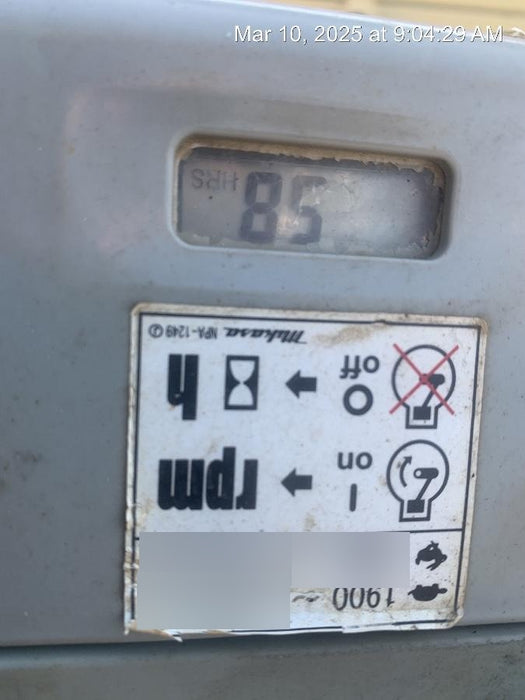 Mar 10, 2025 at 9:04:29 AM
1900
I
on
rpm
O
off
h
Mikasa NPA-1249
58 HRS